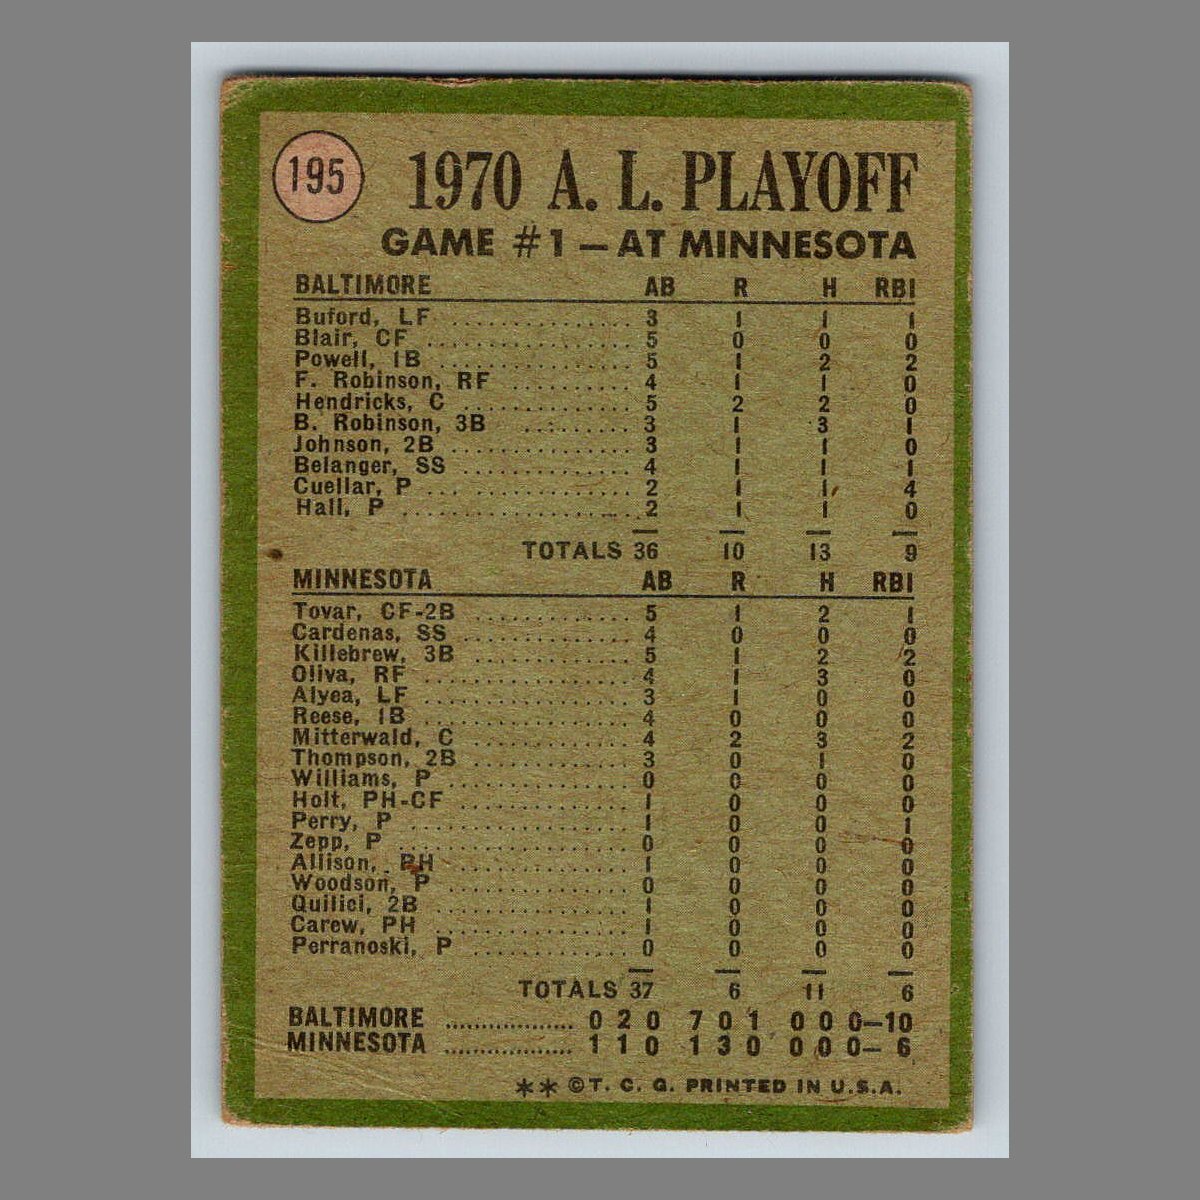 195
1970 A. L. PLAYOFF
GAME #1 — AT MINNESOTA
BALTIMORE AB R H RBI
Buford, LF .................. 3 1 1 1
Blair, CF .................... 5 0 0 0
Powell, 1B .................. 5 1 2 2
F. Robinson, RF .......... 4 1 1 0
Hendricks, C .............. 5 2 2 0
B. Robinson, 3B ......... 3 1 3 1
Johnson, 2B ............... 3 1 1 0
Belanger, SS .............. 4 1 1 1
Cuellar, P .................. 2 1 1 4
Hall, P ...................... 2 1 1 0
TOTALS 36 10 13 9
MINNESOTA AB R H RBI
Tovar, CF-2B .............. 5 1 2 1
Cardenas, SS .............. 4 0 0 0
Killebrew, 3B ............. 5 1 2 2
Oliva, RF .................. 4 1 3 0
Alyea, LF .................. 3 1 0 0
Reese, 1B .................. 4 0 0 0
Mitterwald, C ............. 4 2 3 2
Thompson, 2B ............. 3 0 1 0
Williams, P ................ 0 0 0 0
Holt, PH-CF ............... 1 0 0 0
Perry, P .................... 1 0 0 1
Zepp, P .................... 0 0 0 0
Allison, PH ................ 1 0 0 0
Woodson, P ............... 0 0 0 0
Quilici, 2B ................ 1 0 0 0
Carew, PH ................. 1 0 0 0
Perranoski, P ............. 0 0 0 0
TOTALS 37 6 11 6
BALTIMORE .................. 0 2 0 7 0 1 0 0 0—10
MINNESOTA .................. 1 1 0 1 3 0 0 0 0— 6
** © T. C. G. PRINTED IN U.S.A.